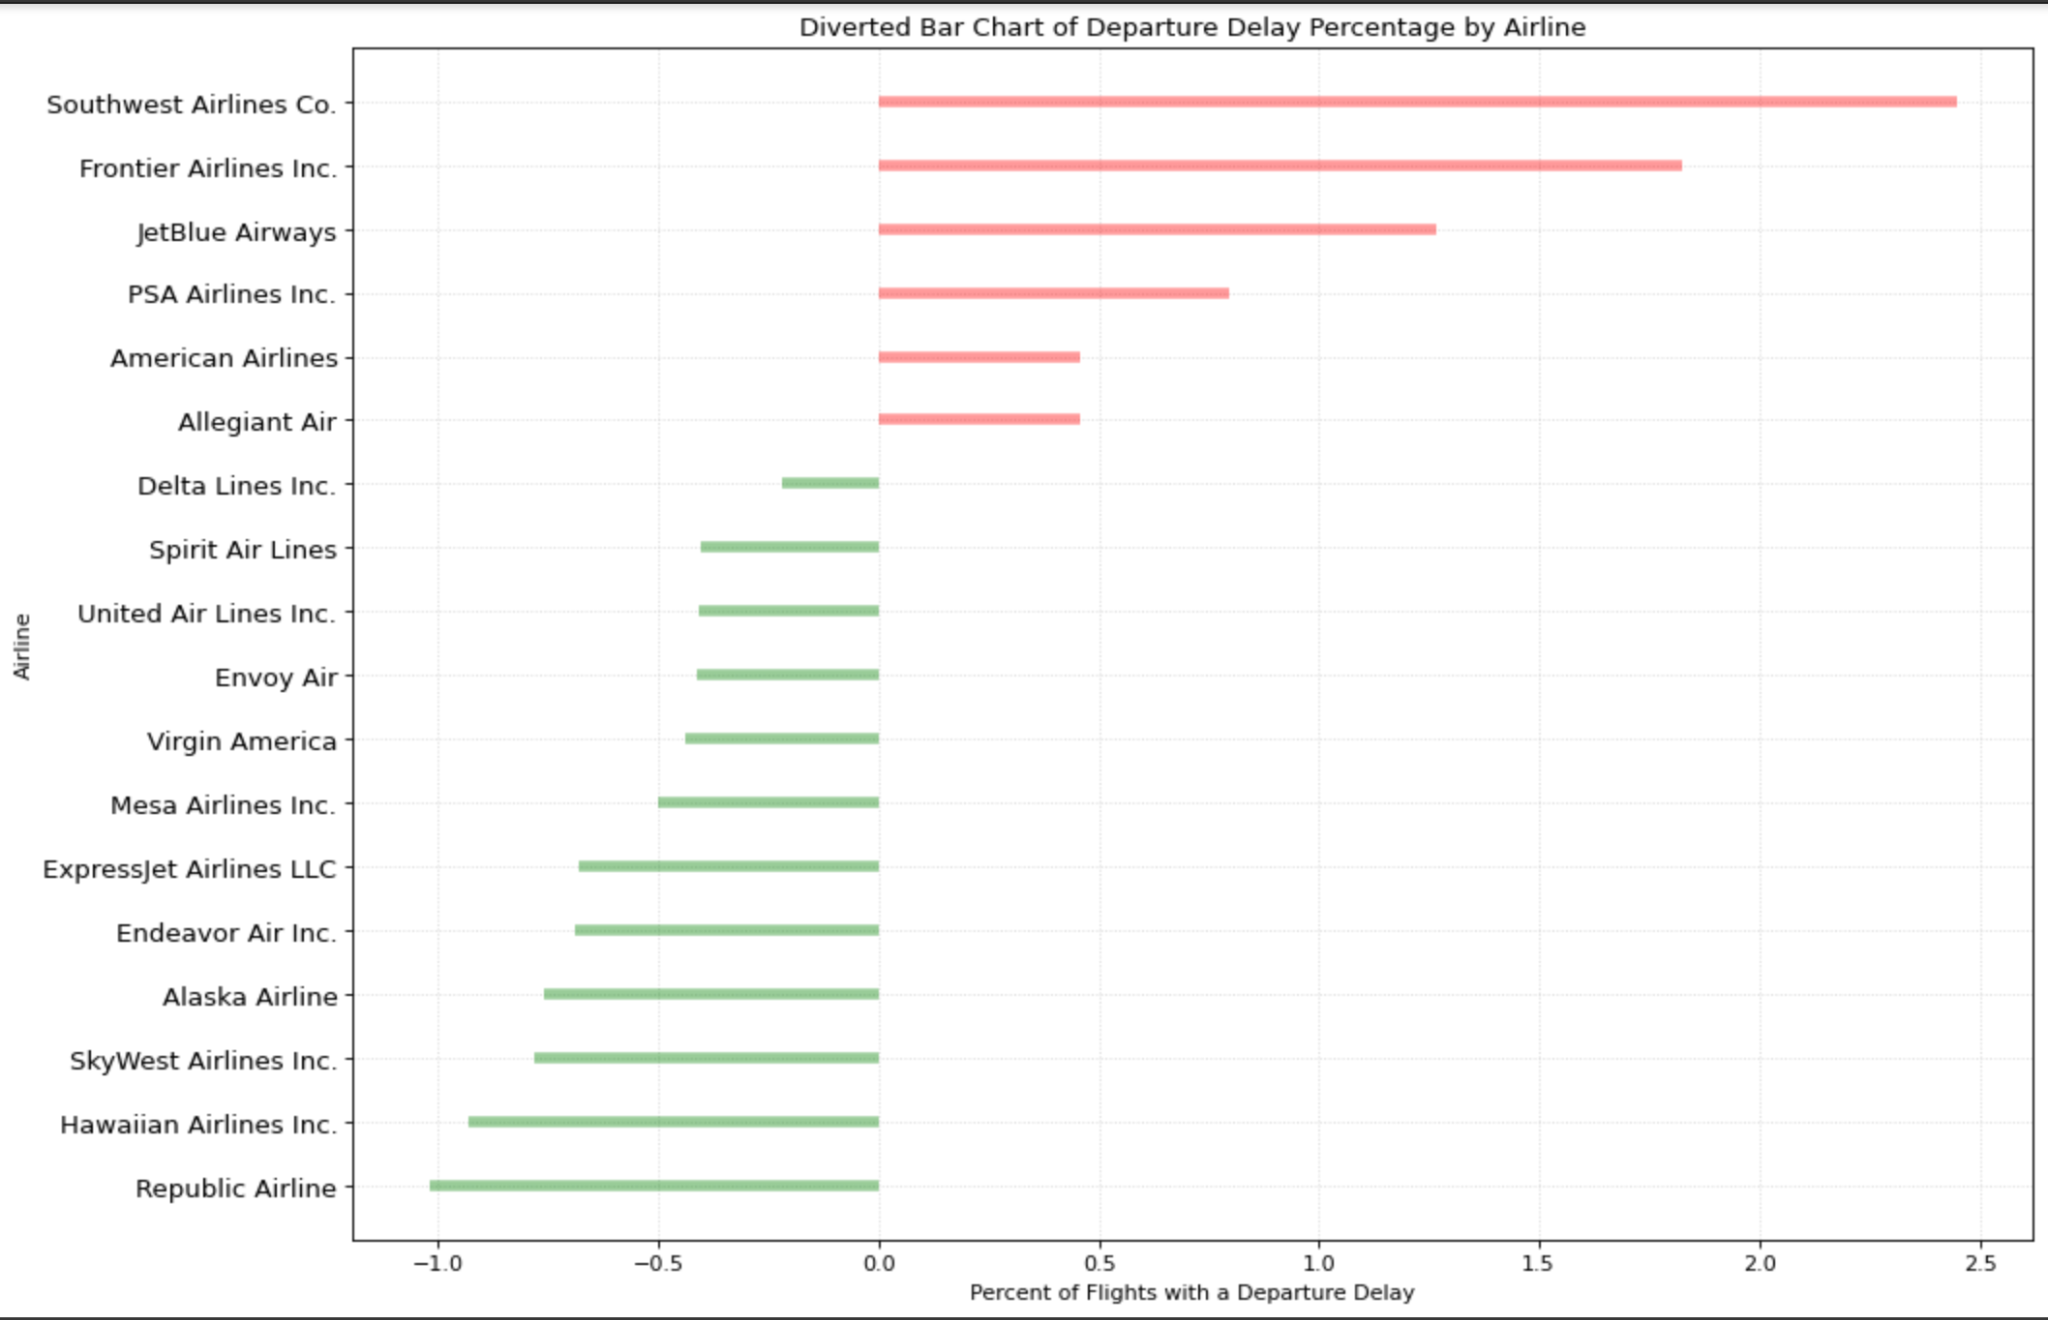 Diverted Bar Chart of Departure Delay Percentage by Airline
Southwest Airlines Co.
Frontier Airlines Inc.
JetBlue Airways
PSA Airlines Inc.
American Airlines
Allegiant Air
Delta Lines Inc.
Spirit Air Lines
United Air Lines Inc.
Envoy Air
Virgin America
Mesa Airlines Inc.
ExpressJet Airlines LLC
Endeavor Air Inc.
Alaska Airline
SkyWest Airlines Inc.
Hawaiian Airlines Inc.
Republic Airline
Airline
−1.0 −0.5 0.0 0.5 1.0 1.5 2.0 2.5
Percent of Flights with a Departure Delay